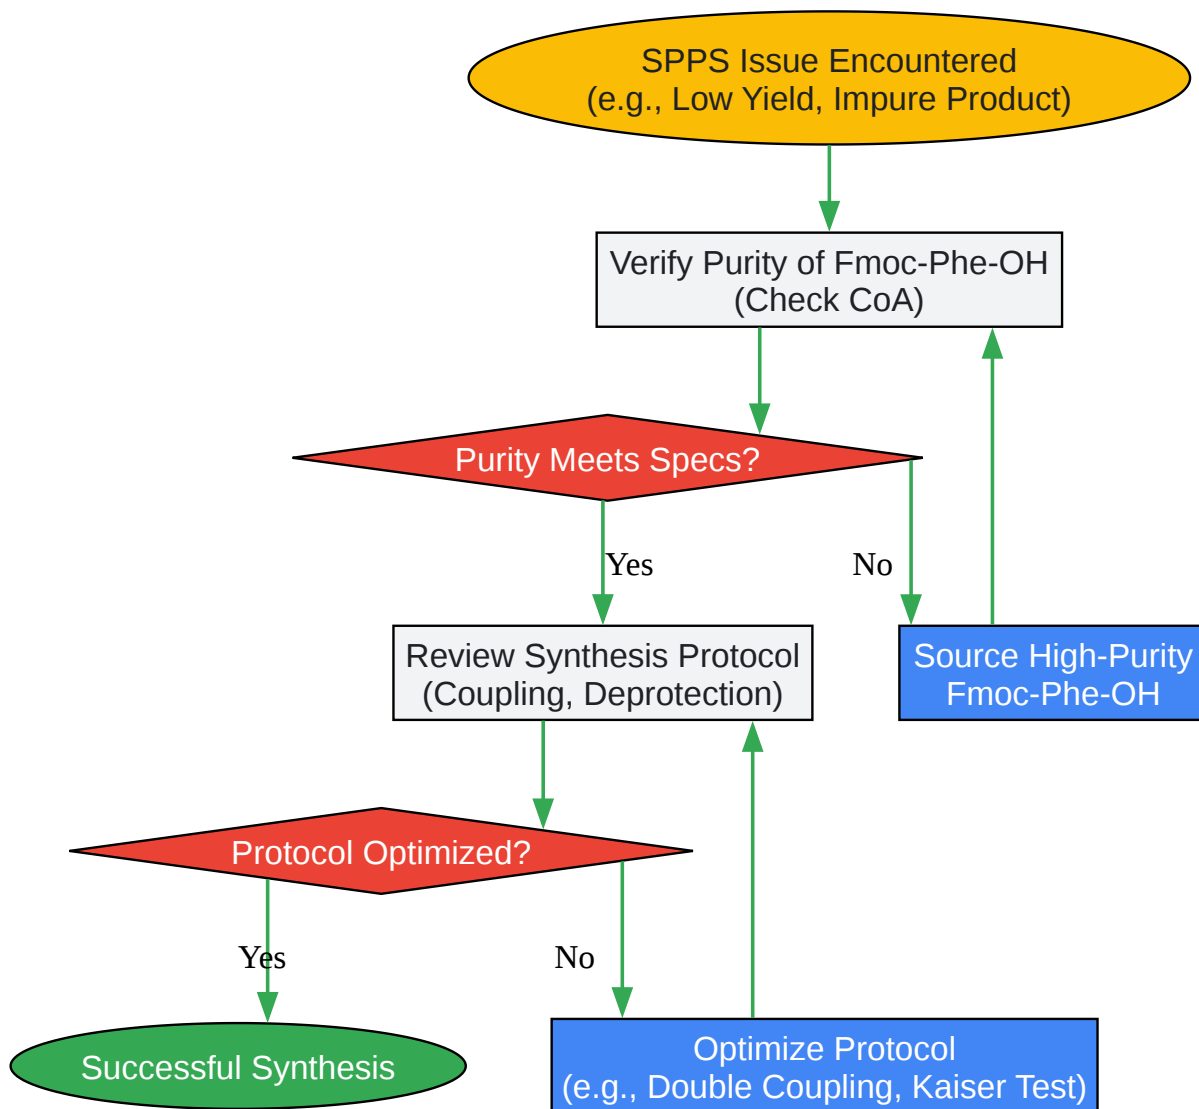 SPPS Issue Encountered
(e.g., Low Yield, Impure Product)
Verify Purity of Fmoc-Phe-OH
(Check CoA)
Purity Meets Specs?
Yes
No
Review Synthesis Protocol
(Coupling, Deprotection)
Source High-Purity
Fmoc-Phe-OH
Protocol Optimized?
Yes
No
Successful Synthesis
Optimize Protocol
(e.g., Double Coupling, Kaiser Test)